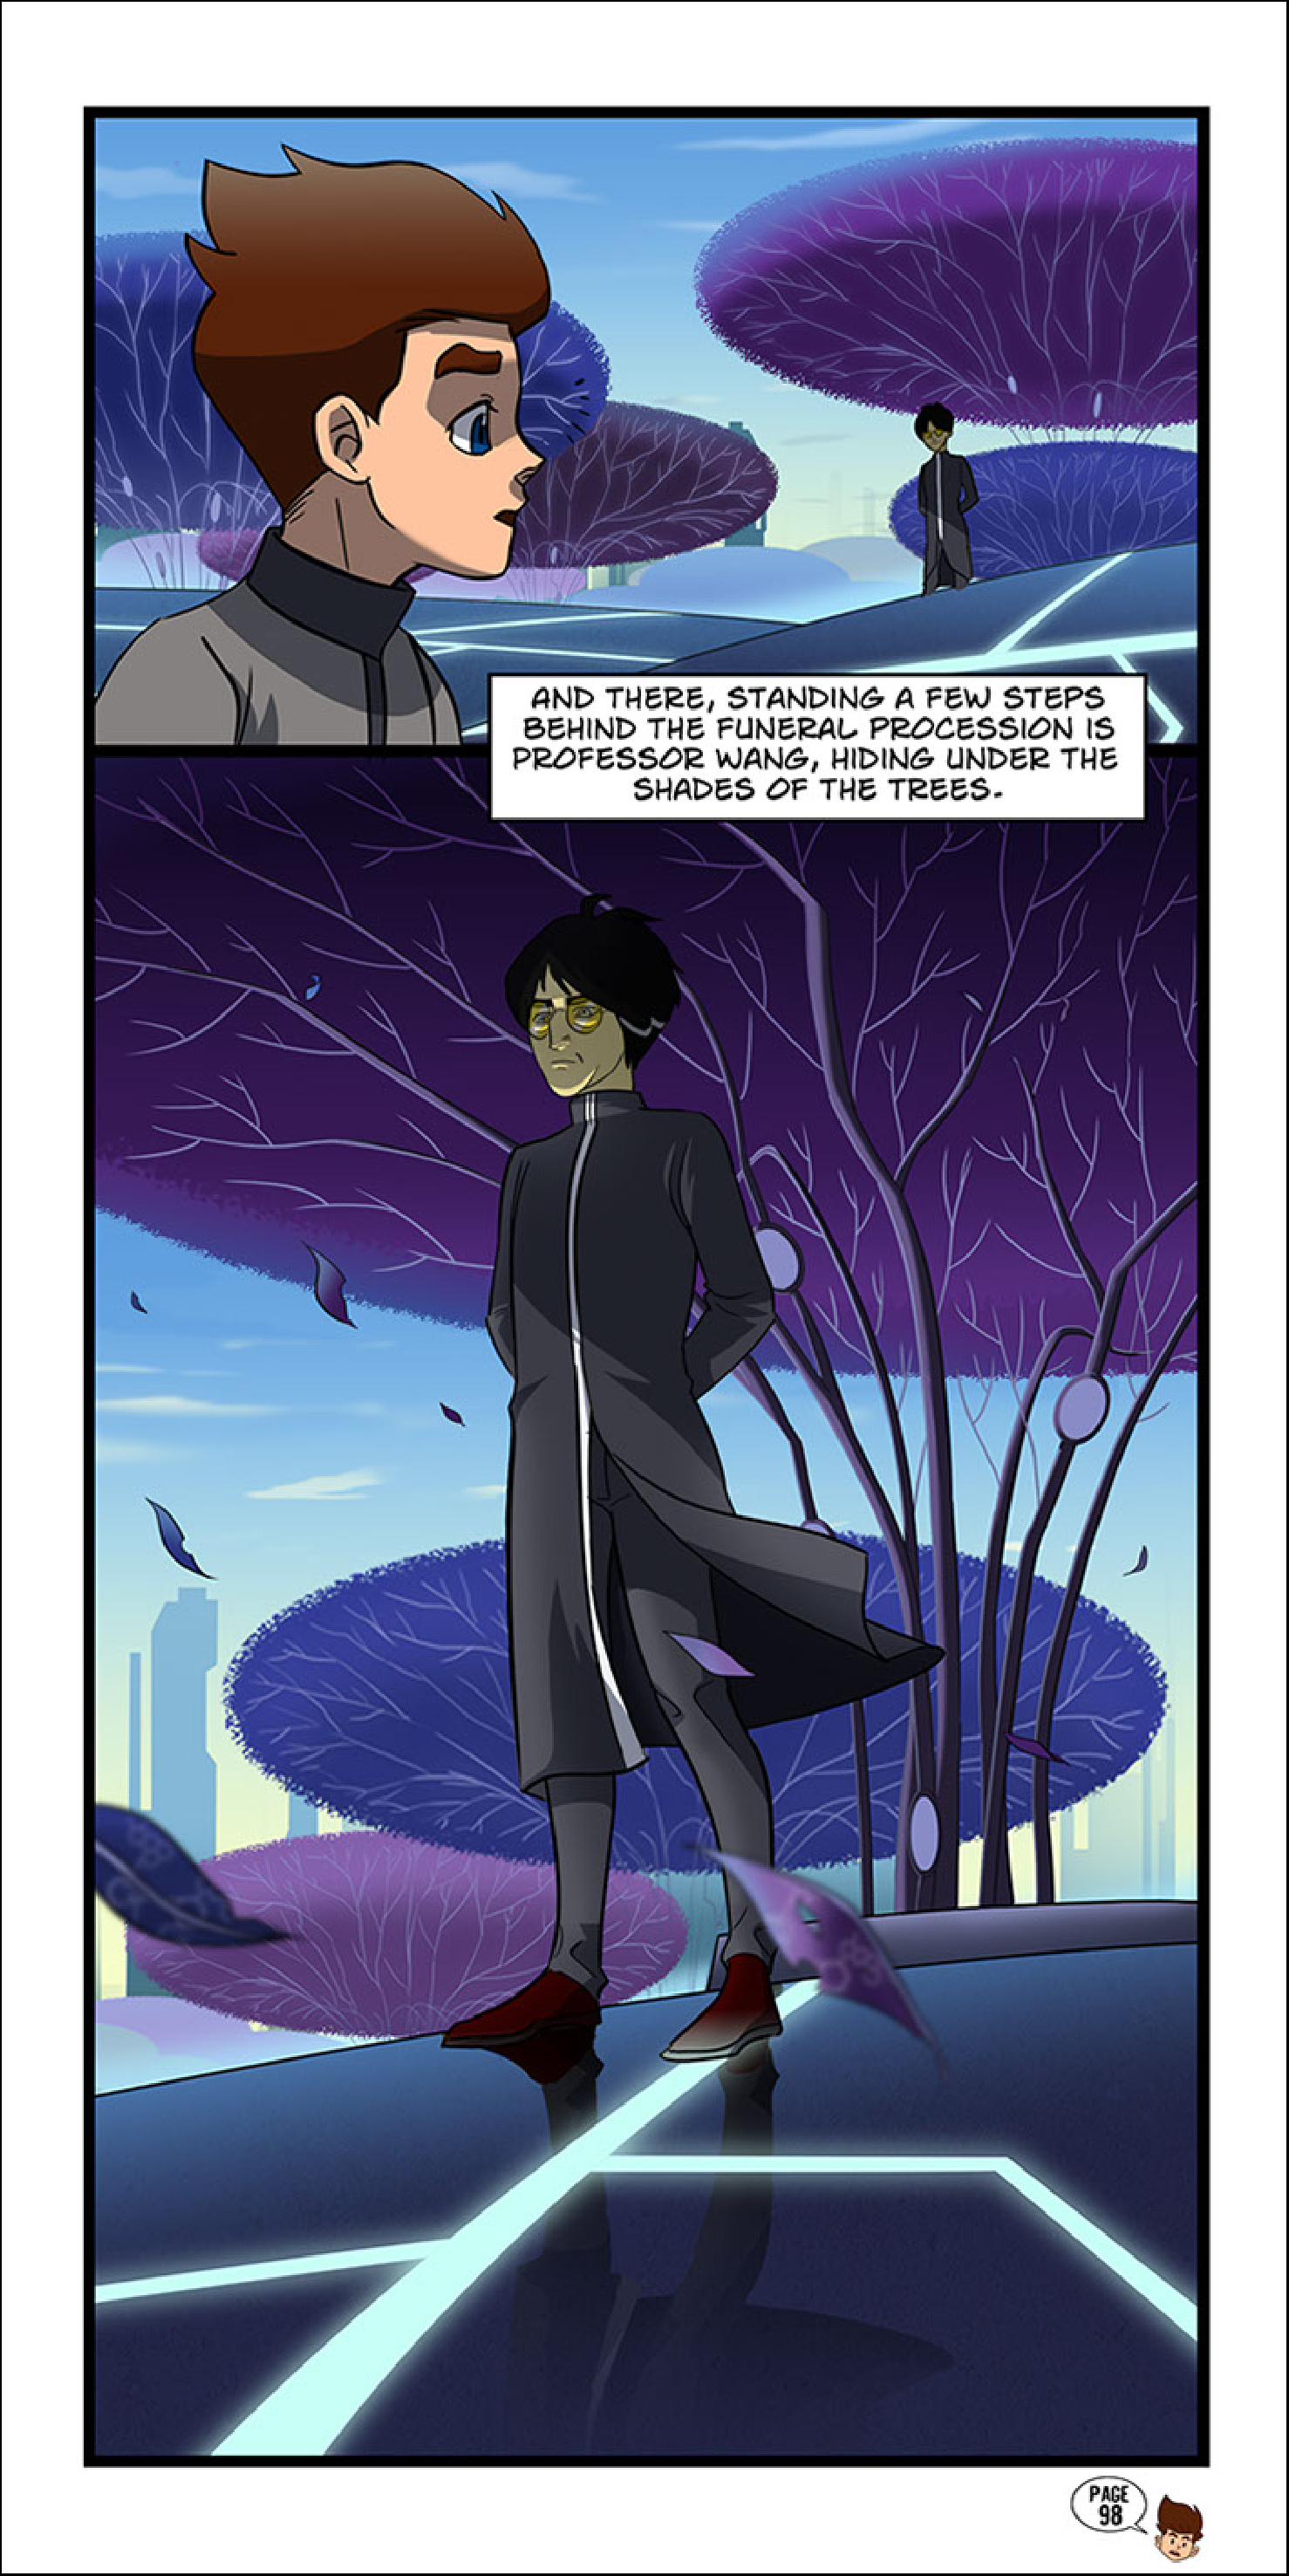 AND THERE, STANDING A FEW STEPS
BEHIND THE FUNERAL PROCESSION IS
PROFESSOR WANG, HIDING UNDER THE
SHADES OF THE TREES.
PAGE
98